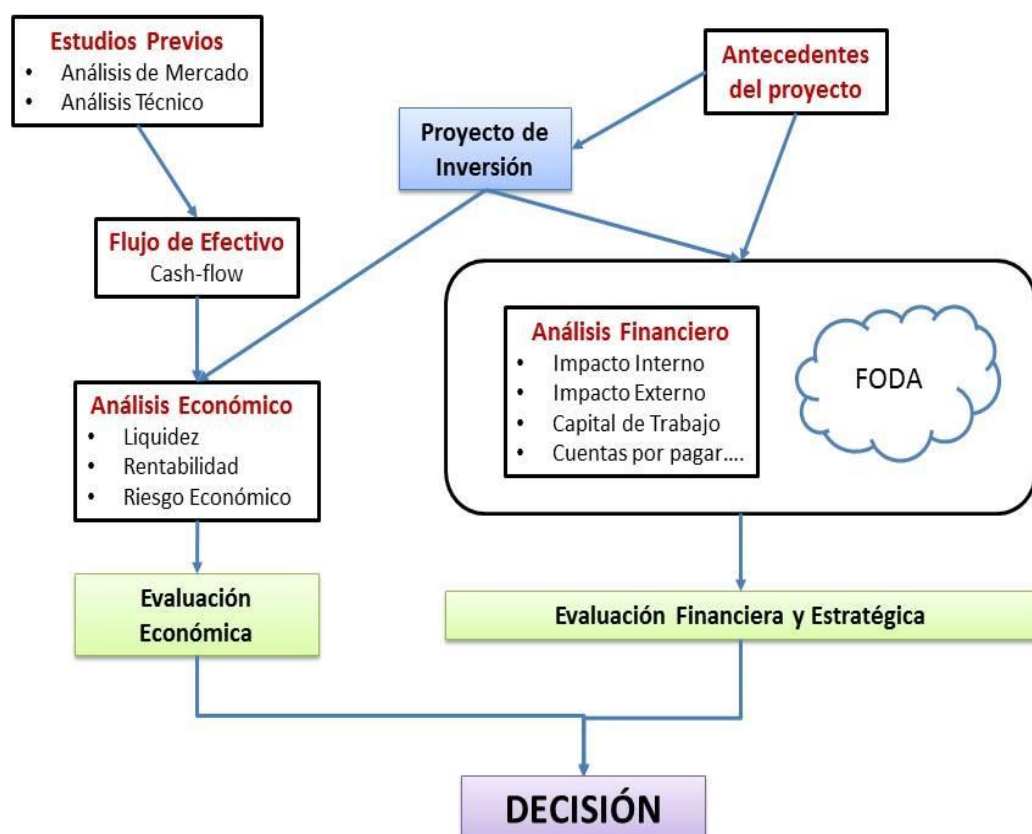 Estudios Previos
• Análisis de Mercado
• Análisis Técnico
Antecedentes
del proyecto
Proyecto de
Inversión
Flujo de Efectivo
Cash-flow
Análisis Financiero
• Impacto Interno
• Impacto Externo
• Capital de Trabajo
• Cuentas por pagar....
FODA
Análisis Económico
• Liquidez
• Rentabilidad
• Riesgo Económico
Evaluación
Económica
Evaluación Financiera y Estratégica
DECISIÓN